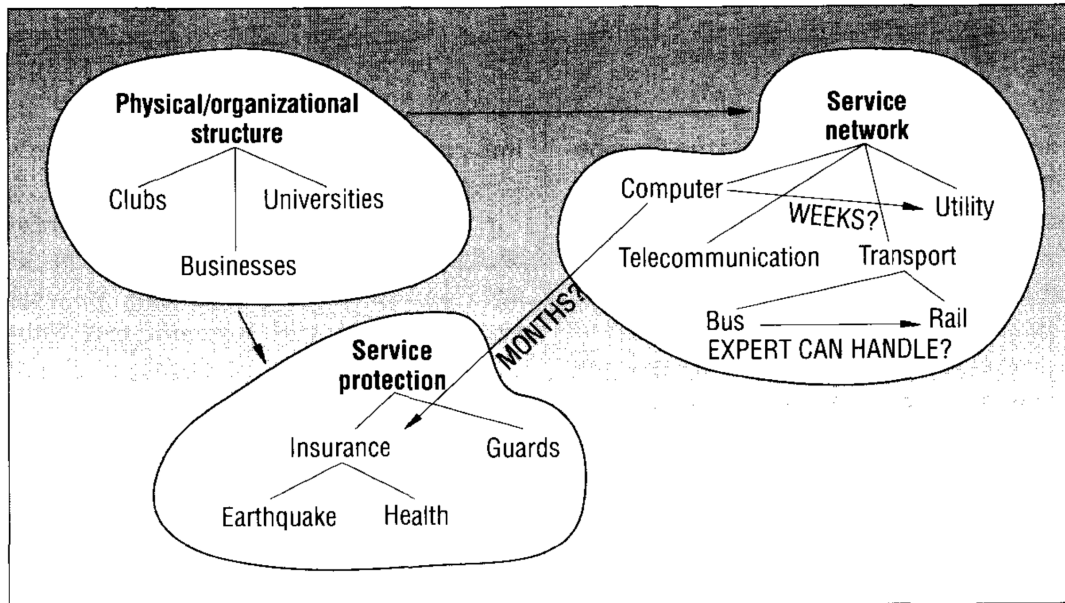 Physical/organizational
structure
Clubs
Universities
Businesses
Service
network
Computer
WEEKS?
Utility
Telecommunication
Transport
Bus
Rail
EXPERT CAN HANDLE?
MONTHS?
Service
protection
Insurance
Guards
Earthquake
Health